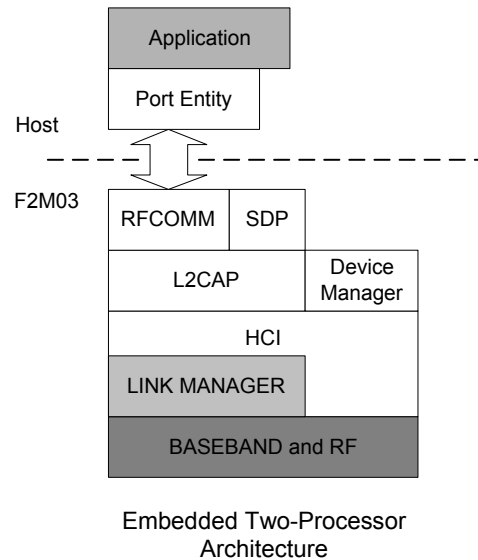 Application
Port Entity
Host
F2M03
RFCOMM
SDP
L2CAP
Device
Manager
HCI
LINK MANAGER
BASEBAND and RF
Embedded Two-Processor
Architecture